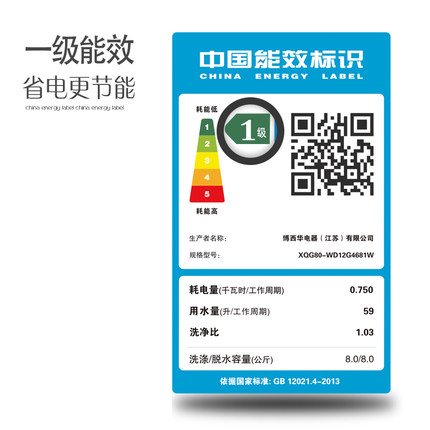 一级能效
省电更节能
china energy label china energy label
中国能效标识
CHINA ENERGY LABEL
耗能低
1
2
3
4
5
耗能高
1级
生产者名称：
博西华电器（江苏）有限公司
规格型号：
XQG80-WD12G4681W
耗电量(千瓦时/工作周期) 0.750
用水量(升/工作周期) 59
洗净比 1.03
洗涤/脱水容量(公斤) 8.0/8.0
依据国家标准: GB 12021.4-2013